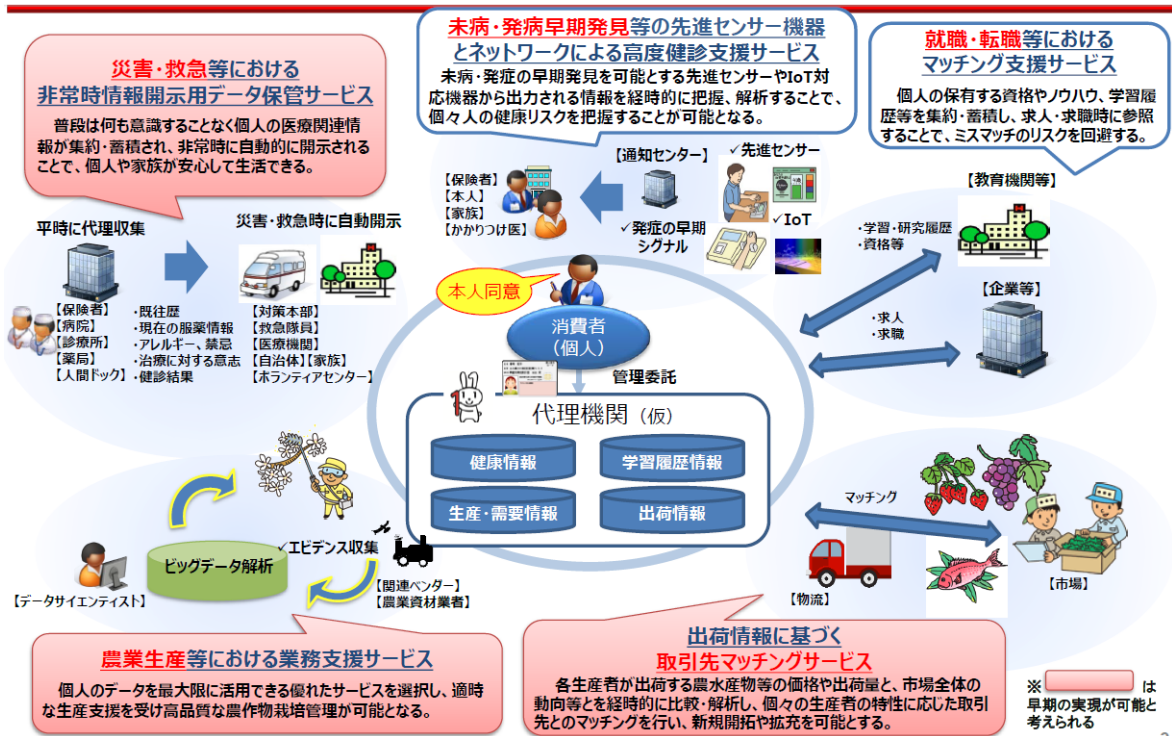 災害・救急等における
非常時情報開示用データ保管サービス
普段は何も意識することなく個人の医療関連情
報が集約・蓄積され、非常時に自動的に開示される
ことで、個人や家族が安心して生活できる。
未病・発病早期発見等の先進センサー機器
とネットワークによる高度健診支援サービス
未病・発症の早期発見を可能とする先進センサーやIoT対
応機器から出力される情報を経時的に把握、解析することで、
個々人の健康リスクを把握することが可能となる。
就職・転職等における
マッチング支援サービス
個人の保有する資格やノウハウ、学習履
歴等を集約・蓄積し、求人・求職時に参照
することで、ミスマッチのリスクを回避する。
平時に代理収集
災害・救急時に自動開示
【保険者】
【病院】
【診療所】
【薬局】
【人間ドック】
・既往歴
・現在の服薬情報
・アレルギー、禁忌
・治療に対する意志
・健診結果
【対策本部】
【救急隊員】
【医療機関】
【自治体】【家族】
【ボランティアセンター】
【保険者】
【本人】
【家族】
【かかりつけ医】
【通知センター】
✓発症の早期
シグナル
✓先進センサー
✓IoT
【教育機関等】
・学習・研究履歴
・資格等
【企業等】
・求人
・求職
本人同意
消費者
（個人）
管理委託
代理機関（仮）
健康情報
学習履歴情報
生産・需要情報
出荷情報
ビッグデータ解析
✓エビデンス収集
【データサイエンティスト】
【関連ベンダー】
【農業資材業者】
マッチング
【物流】
【市場】
農業生産等における業務支援サービス
個人のデータを最大限に活用できる優れたサービスを選択し、適時
な生産支援を受け高品質な農作物栽培管理が可能となる。
出荷情報に基づく
取引先マッチングサービス
各生産者が出荷する農水産物等の価格や出荷量と、市場全体の
動向等とを経時的に比較・解析し、個々の生産者の特性に応じた取引
先とのマッチングを行い、新規開拓や拡充を可能とする。
※　　は
早期の実現が可能と
考えられる